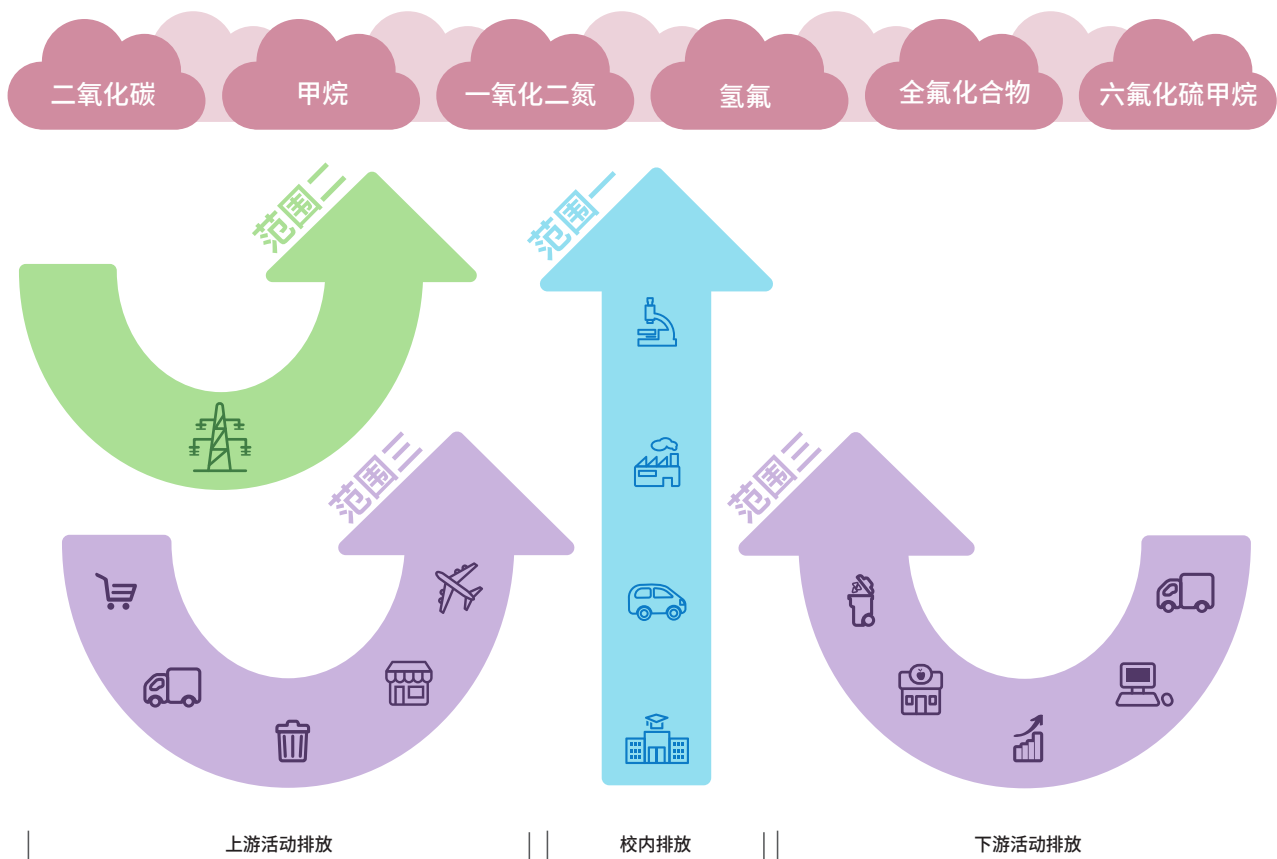 二氧化碳
甲烷
一氧化二氮
氢氟
全氟化合物
六氟化硫甲烷
范围二
范围一
范围三
范围三
上游活动排放
校内排放
下游活动排放